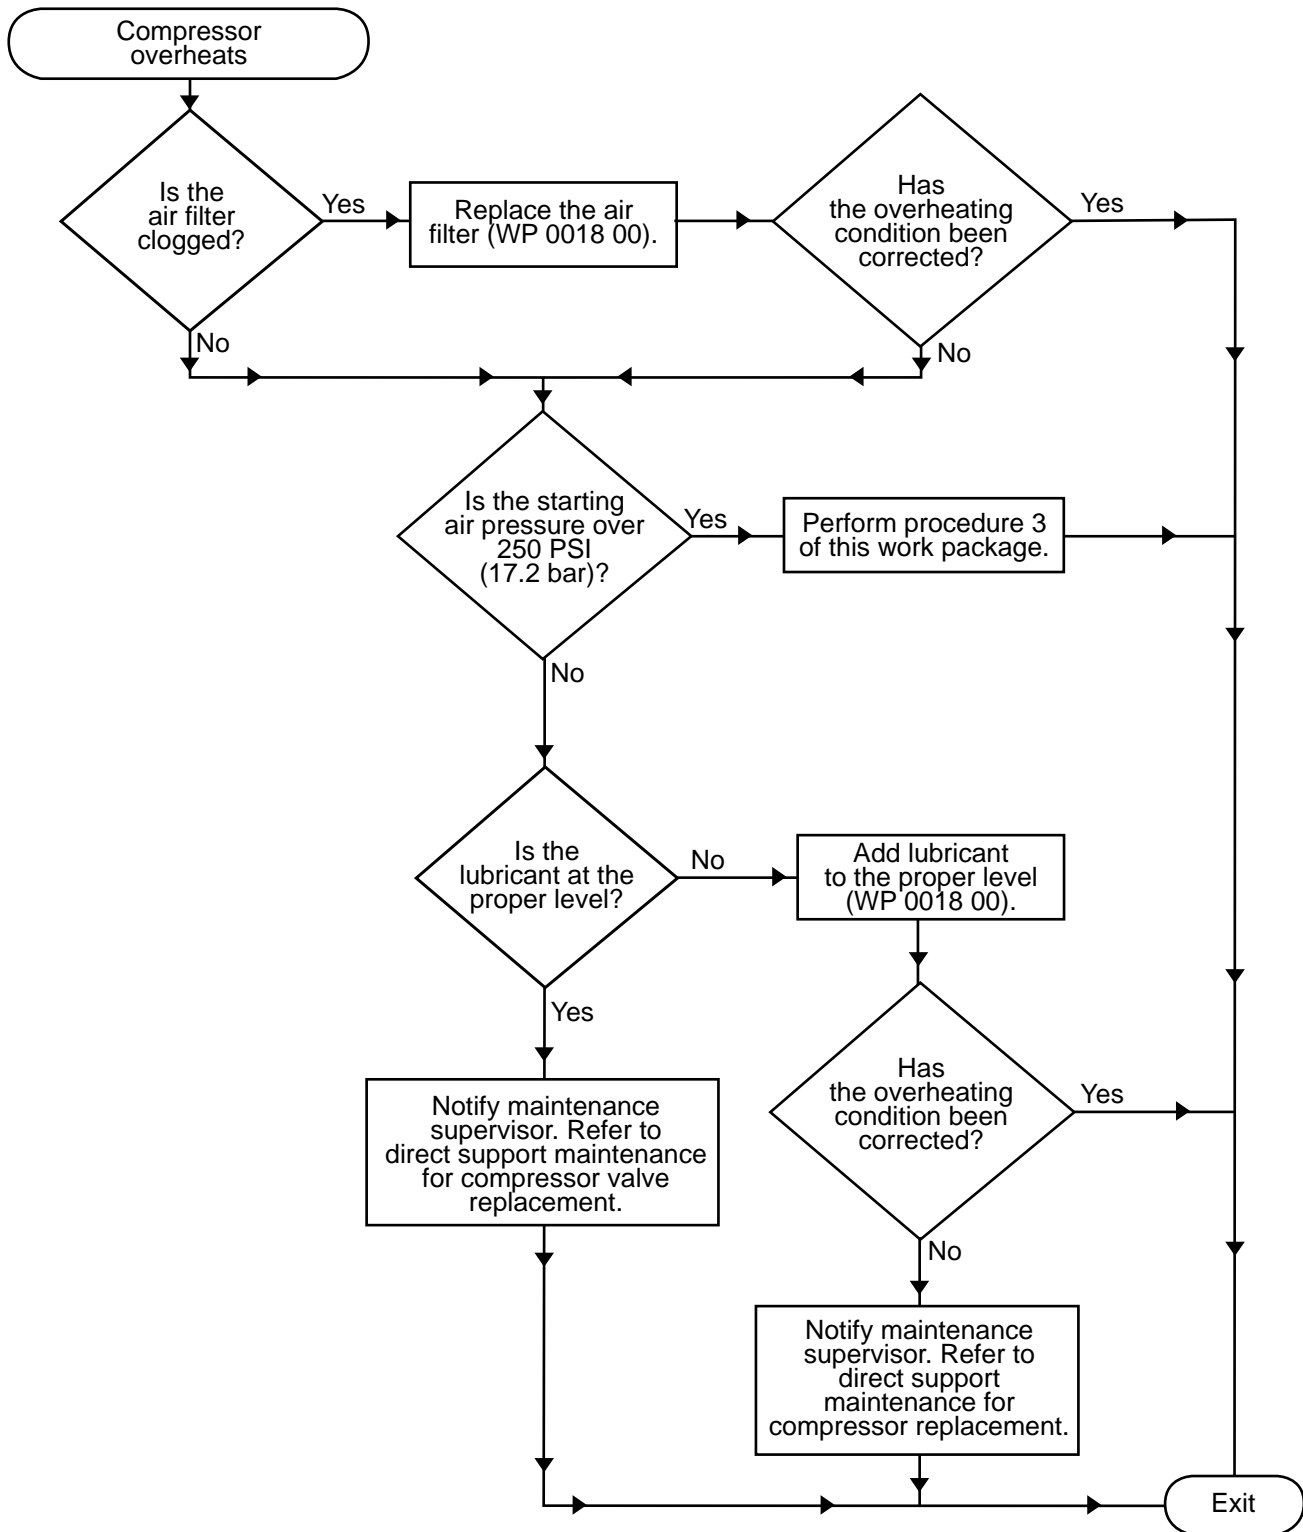 Compressor
overheats
Is the
air filter
clogged?
Yes
Replace the air
filter (WP 0018 00).
Has
the overheating
condition been
corrected?
Yes
No
No
Is the starting
air pressure over
250 PSI
(17.2 bar)?
Yes
Perform procedure 3
of this work package.
No
Is the
lubricant at the
proper level?
No
Add lubricant
to the proper level
(WP 0018 00).
Yes
Has
the overheating
condition been
corrected?
Yes
Notify maintenance
supervisor. Refer to
direct support maintenance
for compressor valve
replacement.
No
Notify maintenance
supervisor. Refer to
direct support
maintenance for
compressor replacement.
Exit